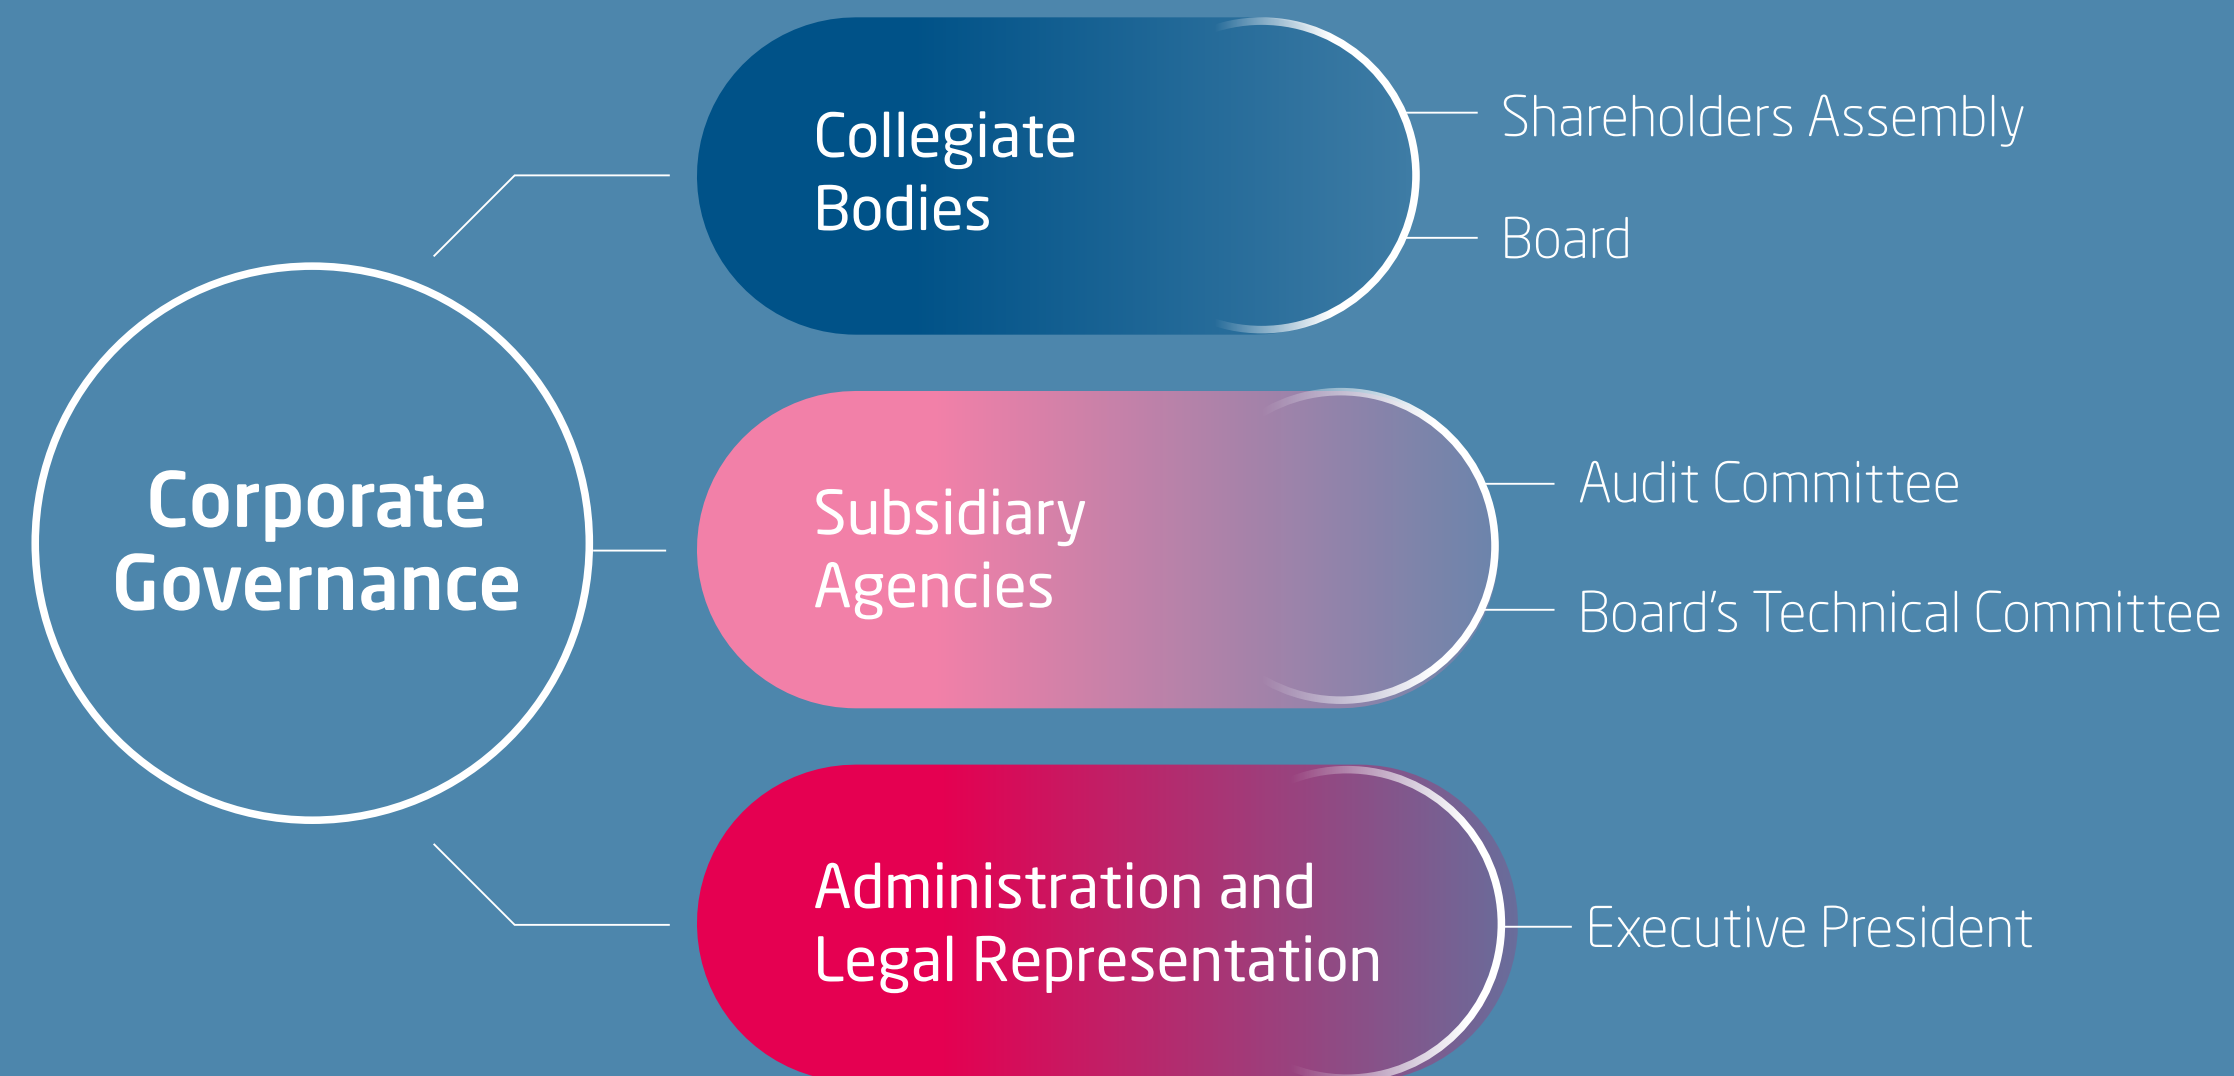 Corporate
Governance
Collegiate
Bodies
Shareholders Assembly
Board
Subsidiary
Agencies
Audit Committee
Board’s Technical Committee
Administration and
Legal Representation
Executive President